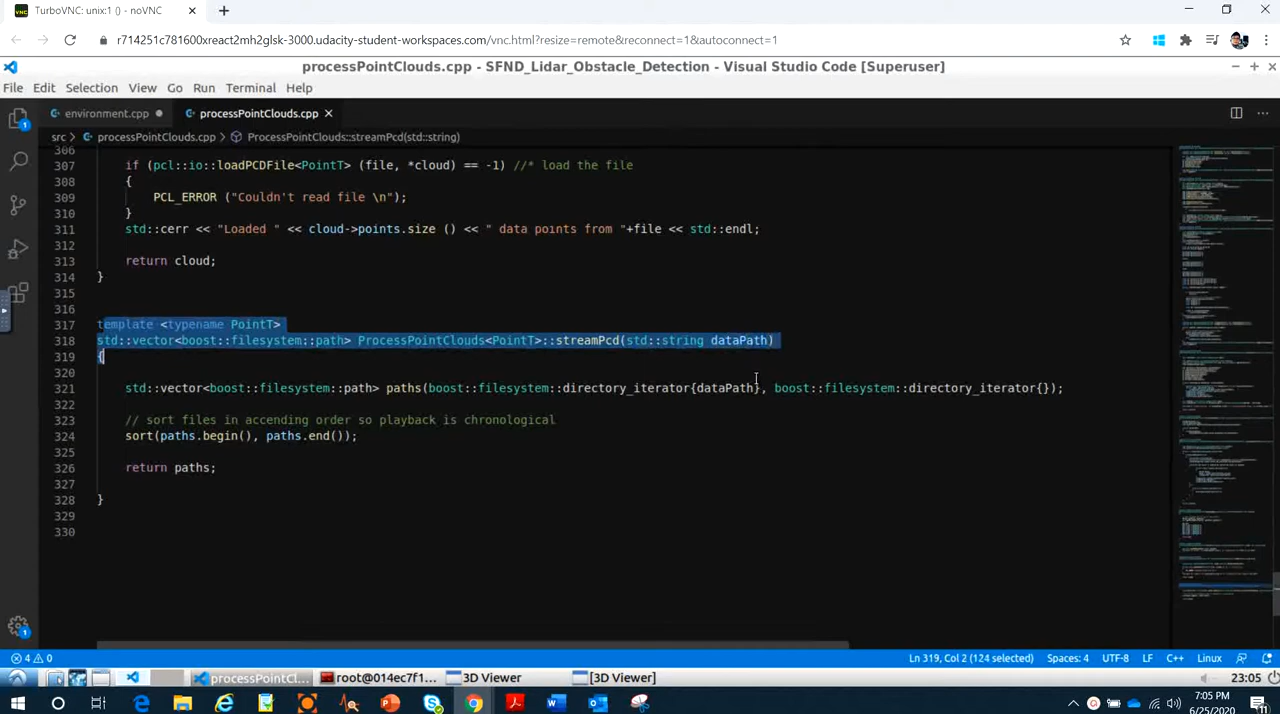 TurboVNC: unix:1 () - noVNC
r714251c781600xreact2mh2glsk-3000.udacity-student-workspaces.com/vnc.html?resize=remote&reconnect=1&autoconnect=1
processPointClouds.cpp - SFND_Lidar_Obstacle_Detection - Visual Studio Code [Superuser]
File Edit Selection View Go Run Terminal Help
environment.cpp processPointClouds.cpp
src > processPointClouds.cpp > ProcessPointClouds::streamPcd(std::string)
306
307 if (pcl::io::loadPCDFile<PointT> (file, *cloud) == -1) //* load the file
308 {
309 PCL_ERROR ("Couldn't read file \n");
310 }
311 std::cerr << "Loaded " << cloud->points.size () << " data points from "+file << std::endl;
312
313 return cloud;
314 }
315
316
317 template <typename PointT>
318 std::vector<boost::filesystem::path> ProcessPointClouds<PointT>::streamPcd(std::string dataPath)
319 {
320
321 std::vector<boost::filesystem::path> paths(boost::filesystem::directory_iterator{dataPath}, boost::filesystem::directory_iterator{});
322
323 // sort files in accending order so playback is chronological
324 sort(paths.begin(), paths.end());
325
326 return paths;
327
328 }
329
330
4 0 Ln 319, Col 2 (124 selected) Spaces: 4 UTF-8 LF C++ Linux
processPointCl... root@014ec7f1... 3D Viewer [3D Viewer] 23:05
7:05 PM
6/25/2020